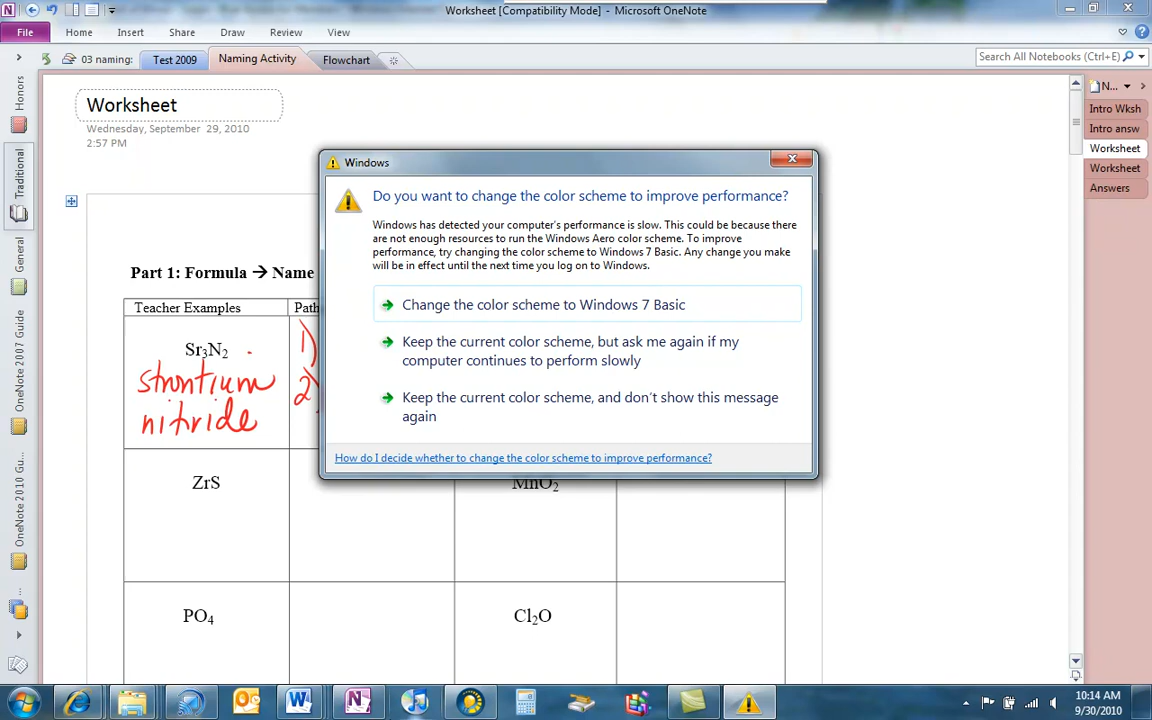 Worksheet [Compatibility Mode] - Microsoft OneNote
File
Home
Insert
Share
Draw
Review
View
03 naming:
Test 2009
Naming Activity
Flowchart
Search All Notebooks (Ctrl+E)
Honors
Traditional
General
OneNote 2007 Guide
OneNote 2010 Gu...
N...
Intro Wksh
Intro answ
Worksheet
Worksheet
Answers
Worksheet
Wednesday, September 29, 2010
2:57 PM
Windows
Do you want to change the color scheme to improve performance?
Windows has detected your computer's performance is slow. This could be because there
are not enough resources to run the Windows Aero color scheme. To improve
performance, try changing the color scheme to Windows 7 Basic. Any change you make
will be in effect until the next time you log on to Windows.
Change the color scheme to Windows 7 Basic
Keep the current color scheme, but ask me again if my
computer continues to perform slowly
Keep the current color scheme, and don't show this message
again
How do I decide whether to change the color scheme to improve performance?
Part 1: Formula → Name
Teacher Examples
Path
Sr₃N₂
strontium
nitride
1)
2)
ZrS
MnO₂
PO₄
Cl₂O
10:14 AM
9/30/2010